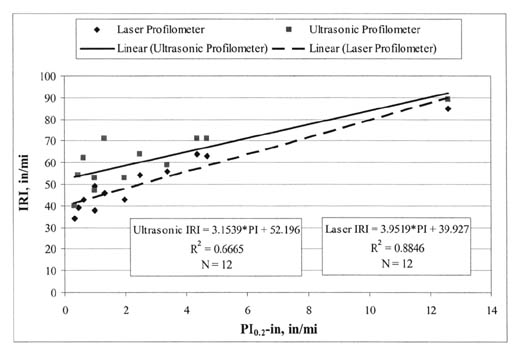 Laser Profilometer
Ultrasonic Profilometer
Linear (Ultrasonic Profilometer)
Linear (Laser Profilometer)
IRI, in/mi
100
90
80
70
60
50
40
30
20
10
0
Ultrasonic IRI = 3.1539*PI + 52.196
R² = 0.6665
N = 12
Laser IRI = 3.9519*PI + 39.927
R² = 0.8846
N = 12
0 2 4 6 8 10 12 14
PI0.2-in, in/mi